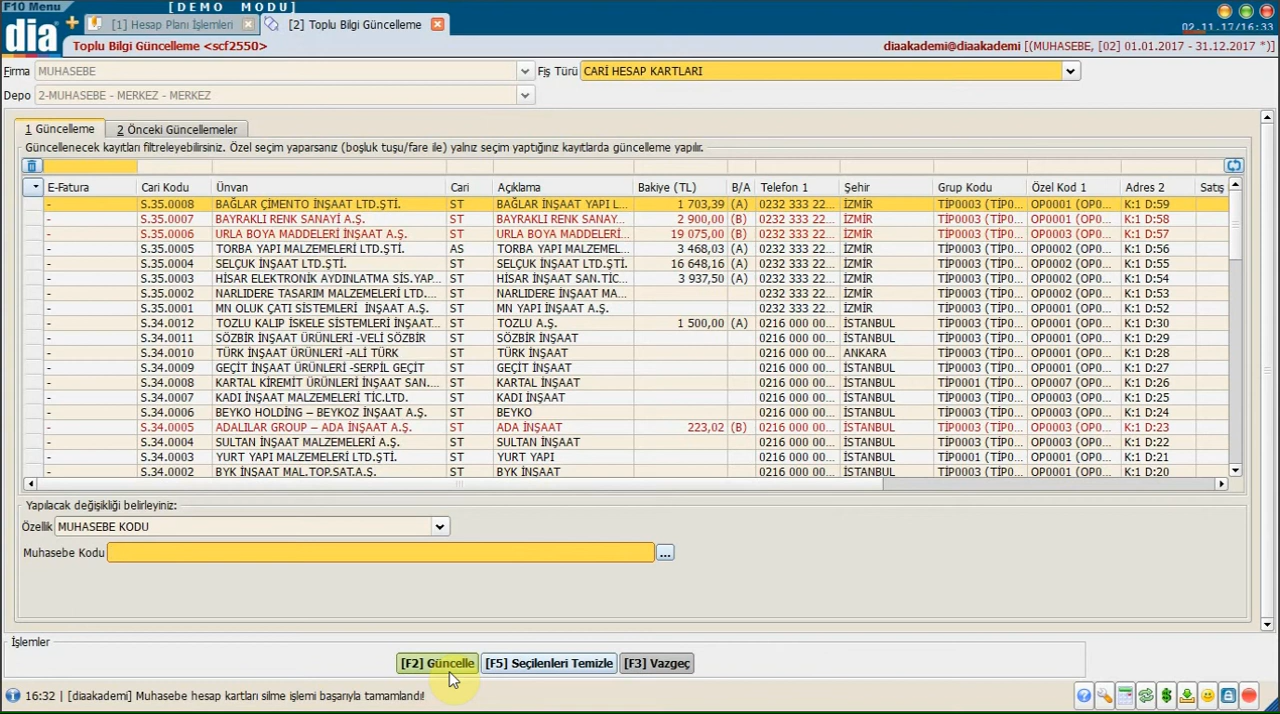 F10 Menu [DEMO MODU]
dia
[1] Hesap Planı İşlemleri
[2] Toplu Bilgi Güncelleme
02.11.17/16:33
Toplu Bilgi Güncelleme <scf2550>
diaakademi@diaakademi [(MUHASEBE, [02] 01.01.2017 - 31.12.2017 *)]
Firma MUHASEBE Fiş Türü CARİ HESAP KARTLARI
Depo 2-MUHASEBE - MERKEZ - MERKEZ
1 Güncelleme 2 Önceki Güncellemeler
Güncellenecek kayıtları filtreleyebilirsiniz. Özel seçim yaparsanız (boşluk tuşu/fare ile) yalnız seçim yaptığınız kayıtlarda güncelleme yapılır.
E-Fatura Cari Kodu Ünvan Cari Açıklama Bakiye (TL) B/A Telefon 1 Şehir Grup Kodu Özel Kod 1 Adres 2 Satış
- S.35.0008 BAĞLAR ÇİMENTO İNŞAAT LTD.ŞTİ. ST BAĞLAR İNŞAAT YAPI L... 1 703,39 (A) 0232 333 22... İZMİR TİP0003 (TİP0... OP0001 (OP0... K:1 D:59
- S.35.0007 BAYRAKLI RENK SANAYİ A.Ş. ST BAYRAKLI RENK SANAY... 2 900,00 (B) 0232 333 22... İZMİR TİP0003 (TİP0... OP0001 (OP0... K:1 D:58
- S.35.0006 URLA BOYA MADDELERİ İNŞAAT A.Ş. ST URLA BOYA MADDELERİ... 19 075,00 (B) 0232 333 22... İZMİR TİP0003 (TİP0... OP0003 (OP0... K:1 D:57
- S.35.0005 TORBA YAPI MALZEMELERİ LTD.ŞTİ. AS TORBA YAPI MALZEMEL... 3 468,03 (A) 0232 333 22... İZMİR TİP0003 (TİP0... OP0002 (OP0... K:1 D:56
- S.35.0004 SELÇUK İNŞAAT LTD.ŞTİ. ST SELÇUK İNŞAAT LTD.ŞTİ. 16 648,16 (A) 0232 333 22... İZMİR TİP0003 (TİP0... OP0002 (OP0... K:1 D:55
- S.35.0003 HİSAR ELEKTRONİK AYDINLATMA SİS.YAP... ST HİSAR İNŞAAT SAN.TİC... 3 937,50 (A) 0232 333 22... İZMİR TİP0003 (TİP0... OP0002 (OP0... K:1 D:54
- S.35.0002 NARLIDERE TASARIM MALZEMELERİ LTD.... ST NARLIDERE İNŞAAT MA... 0232 333 22... İZMİR TİP0003 (TİP0... OP0002 (OP0... K:1 D:53
- S.35.0001 MN OLUK ÇATI SİSTEMLERİ İNŞAAT A.Ş. ST MN YAPI İNŞAAT A.Ş. 0232 333 22... İZMİR TİP0003 (TİP0... OP0001 (OP0... K:1 D:52
- S.34.0012 TOZLU KALIP İSKELE SİSTEMLERİ İNŞAAT... ST TOZLU A.Ş. 1 500,00 (A) 0216 000 00... İSTANBUL TİP0003 (TİP0... OP0001 (OP0... K:1 D:30
- S.34.0011 SÖZBİR İNŞAAT ÜRÜNLERİ -VELİ SÖZBİR ST SÖZBİR İNŞAAT 0216 000 00... İSTANBUL TİP0003 (TİP0... OP0001 (OP0... K:1 D:29
- S.34.0010 TÜRK İNŞAAT ÜRÜNLERİ -ALİ TÜRK ST TÜRK İNŞAAT 0216 000 00... ANKARA TİP0003 (TİP0... OP0001 (OP0... K:1 D:28
- S.34.0009 GEÇİT İNŞAAT ÜRÜNLERİ -SERPİL GEÇİT ST GEÇİT İNŞAAT 0216 000 00... İSTANBUL TİP0003 (TİP0... OP0001 (OP0... K:1 D:27
- S.34.0008 KARTAL KİREMİT ÜRÜNLERİ İNŞAAT SAN.... ST KARTAL İNŞAAT 0216 000 00... İSTANBUL TİP0001 (TİP0... OP0007 (OP0... K:1 D:26
- S.34.0007 KADI İNŞAAT MALZEMELERİ TİC.LTD. ST KADI İNŞAAT 0216 000 00... İSTANBUL TİP0003 (TİP0... OP0001 (OP0... K:1 D:25
- S.34.0006 BEYKO HOLDİNG – BEYKOZ İNŞAAT A.Ş. ST BEYKO 0216 000 00... İSTANBUL TİP0003 (TİP0... OP0003 (OP0... K:1 D:24
- S.34.0005 ADALILAR GROUP – ADA İNŞAAT A.Ş. ST ADA İNŞAAT 223,02 (B) 0216 000 00... İSTANBUL TİP0003 (TİP0... OP0001 (OP0... K:1 D:23
- S.34.0004 SULTAN İNŞAAT MALZEMELERİ A.Ş. ST SULTAN İNŞAAT 0216 000 00... İSTANBUL TİP0003 (TİP0... OP0001 (OP0... K:1 D:22
- S.34.0003 YURT YAPI MALZEMELERİ LTD.ŞTİ. ST YURT YAPI 0216 000 00... İSTANBUL TİP0003 (TİP0... OP0001 (OP0... K:1 D:21
- S.34.0002 BYK İNŞAAT MAL.TOP.SAT.A.Ş. ST BYK İNŞAAT 0216 000 00... İSTANBUL TİP0003 (TİP0... OP0001 (OP0... K:1 D:20
Yapılacak değişikliği belirleyiniz:
Özellik MUHASEBE KODU
Muhasebe Kodu ...
İşlemler
[F2] Güncelle [F5] Seçilenleri Temizle [F3] Vazgeç
16:32 | [diaakademi] Muhasebe hesap kartları silme işlemi başarıyla tamamlandı!